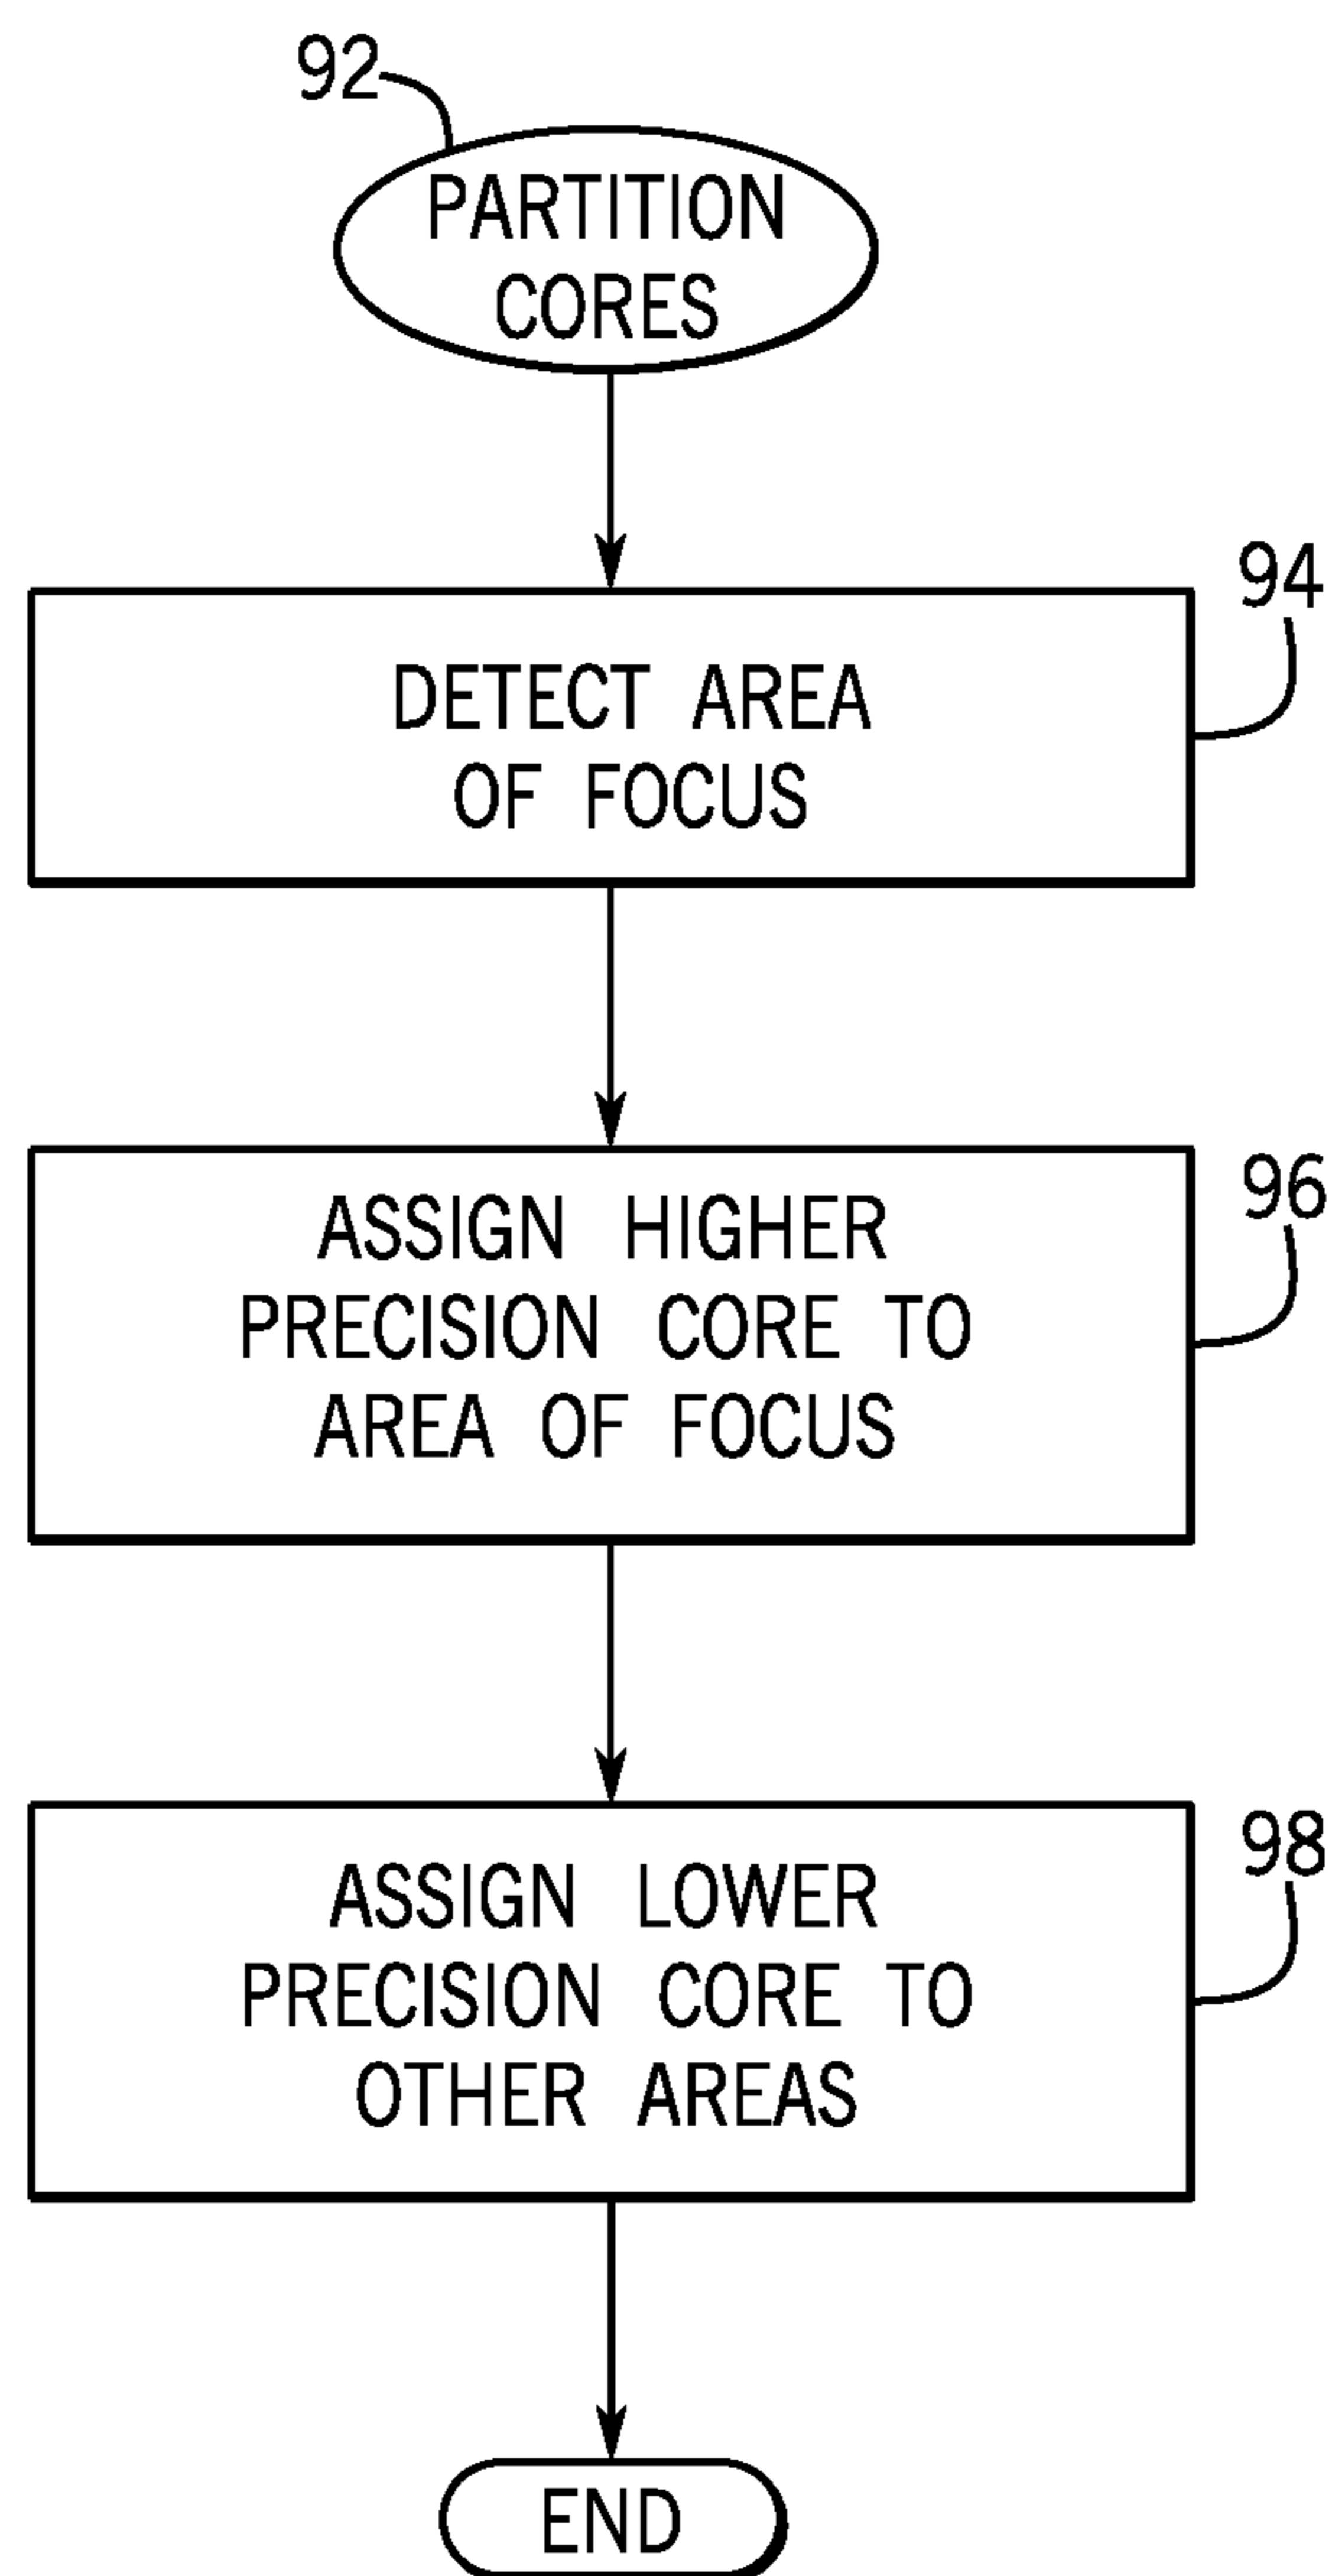 92
PARTITION
CORES
94
DETECT AREA
OF FOCUS
96
ASSIGN HIGHER
PRECISION CORE TO
AREA OF FOCUS
98
ASSIGN LOWER
PRECISION CORE TO
OTHER AREAS
END